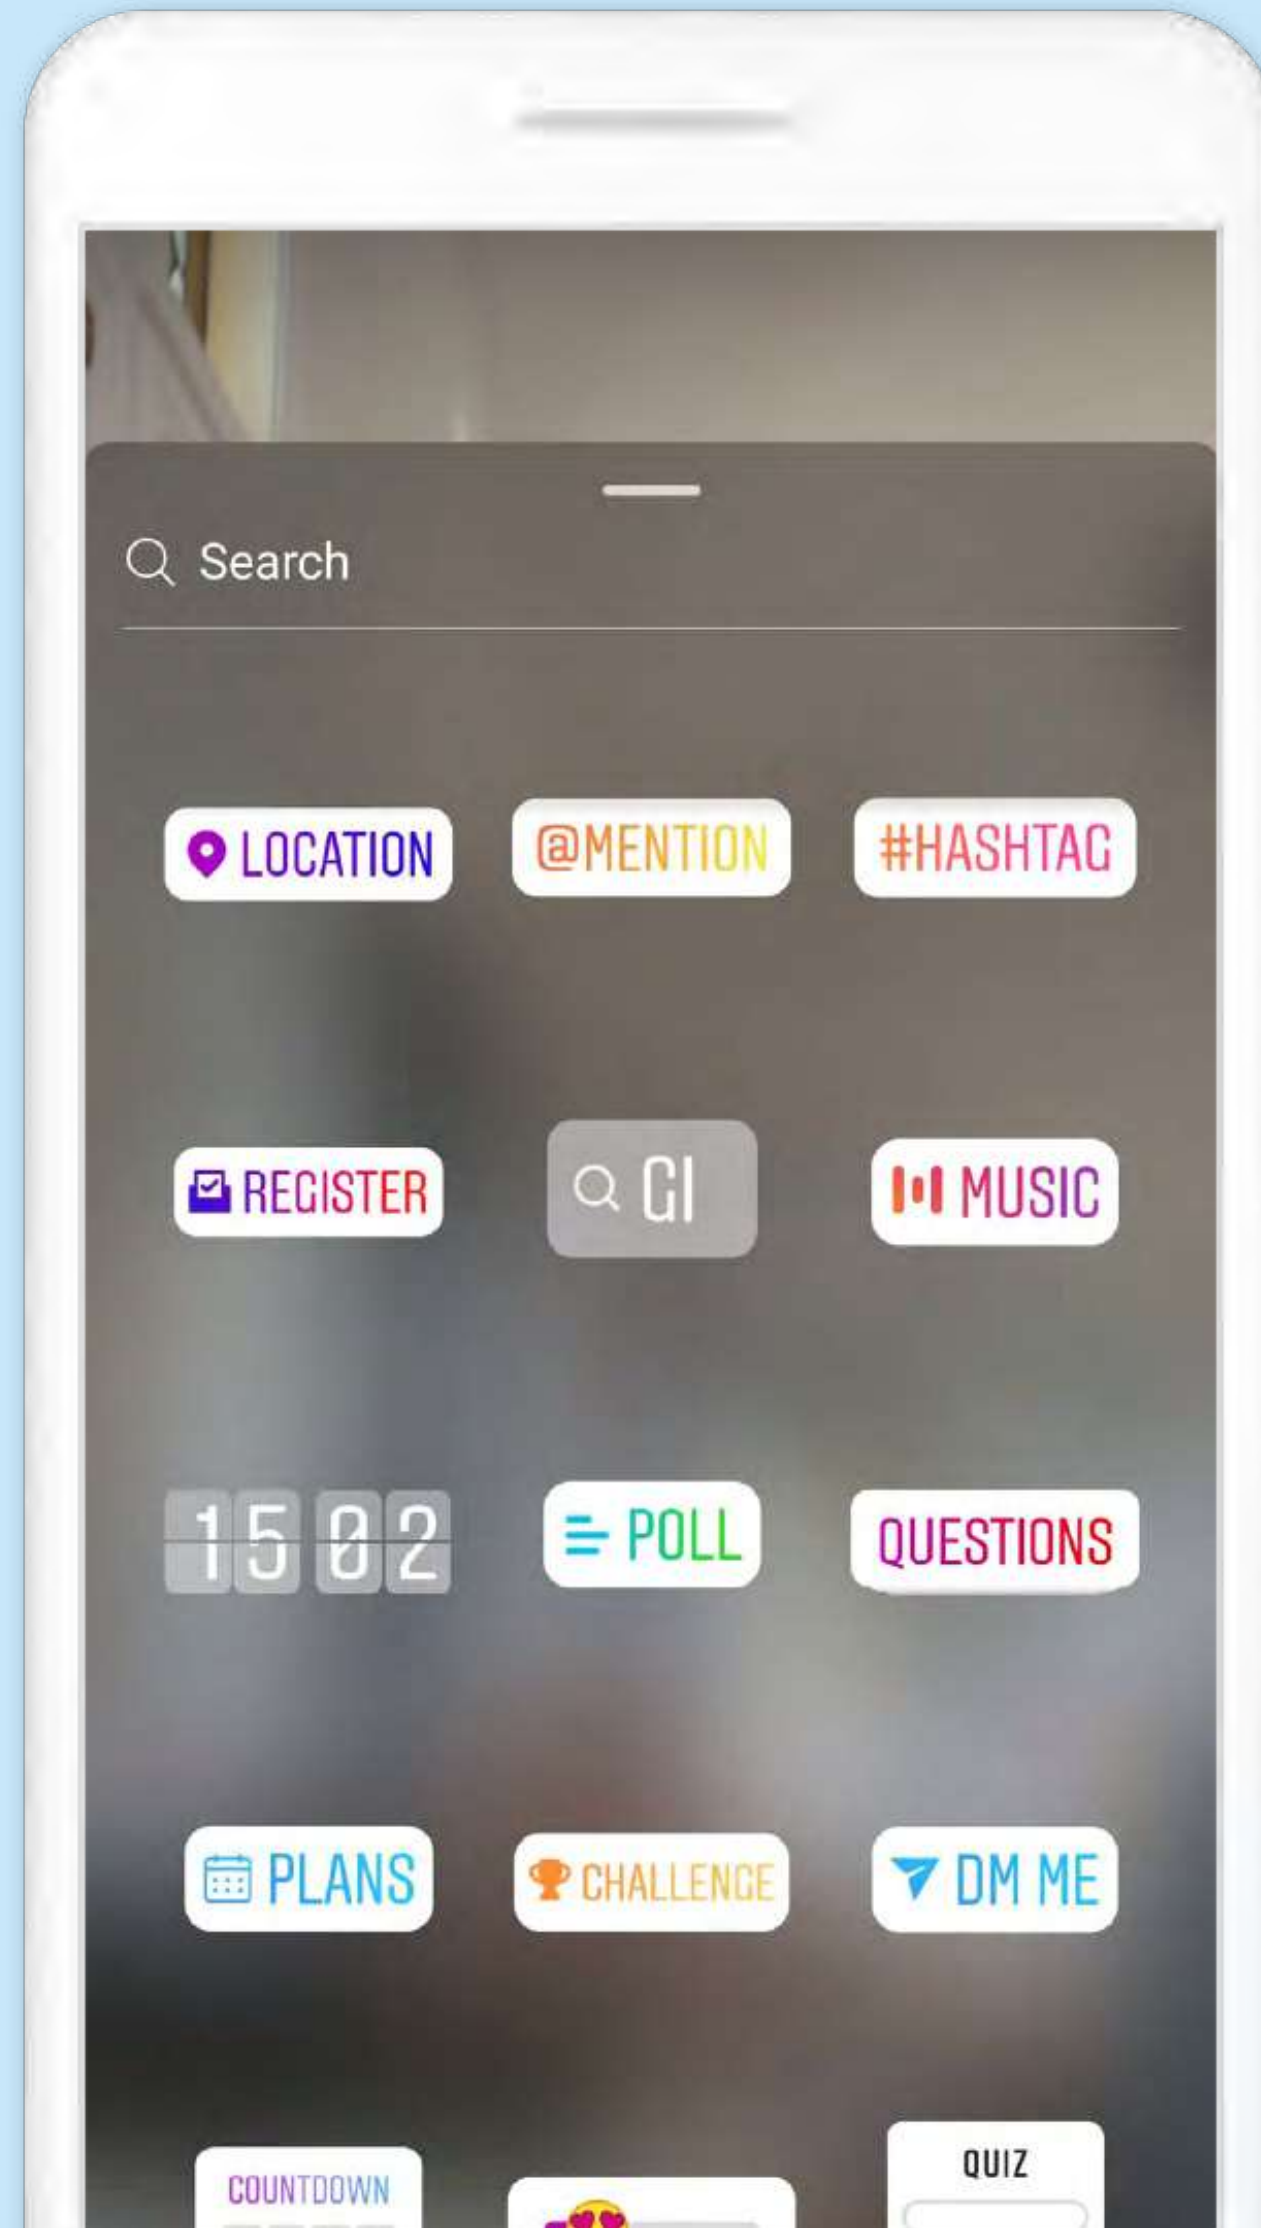 Search
LOCATION @MENTION #HASHTAG
REGISTER GI MUSIC
15 02 POLL QUESTIONS
PLANS CHALLENGE DM ME
QUIZ
COUNTDOWN